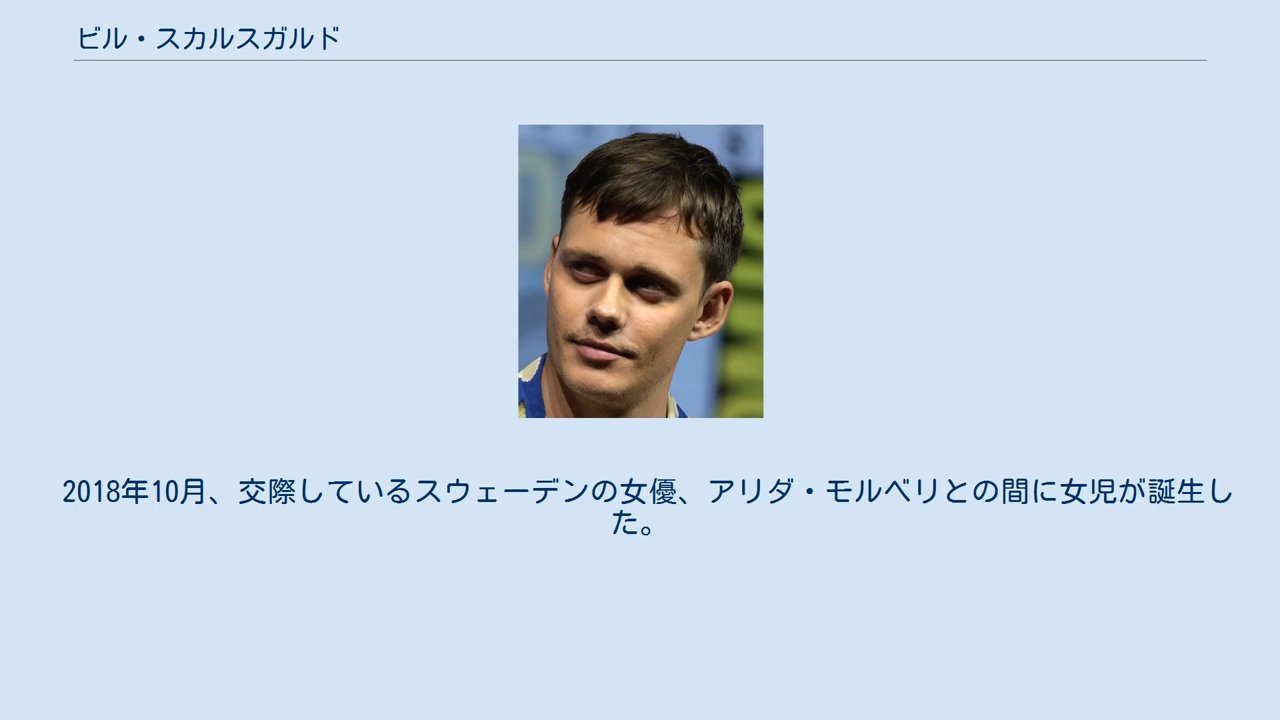 ビル・スカルスガルド
2018年10月、交際しているスウェーデンの女優、アリダ・モルベリとの間に女児が誕生し
た。